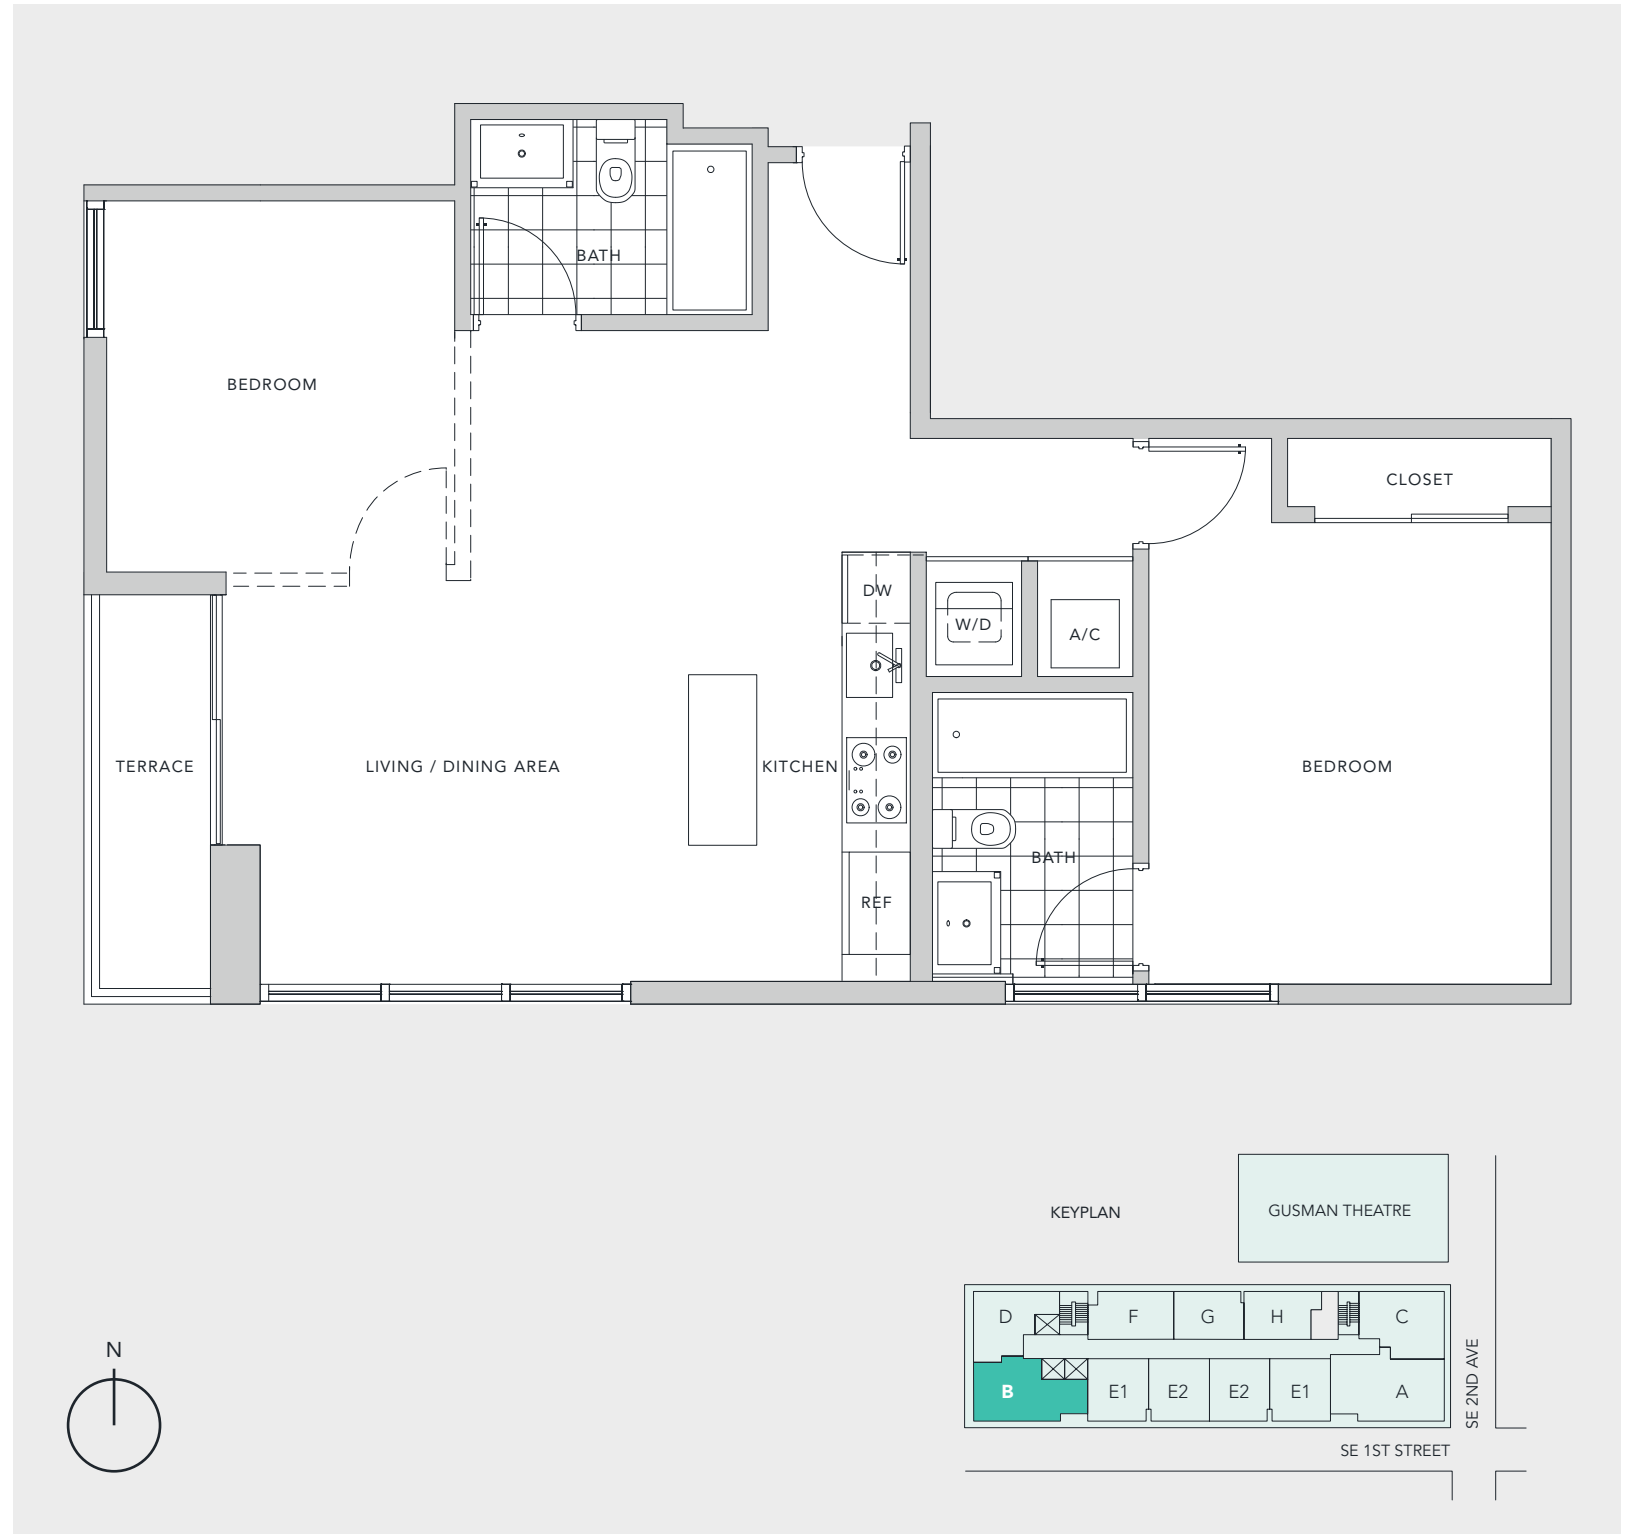 BATH
BEDROOM
CLOSET
DW
W/D
A/C
TERRACE
LIVING / DINING AREA
KITCHEN
BEDROOM
BATH
REF
KEYPLAN
GUSMAN THEATRE
D
F
G
H
C
B
E1
E2
E2
E1
A
SE 2ND AVE
SE 1ST STREET
N